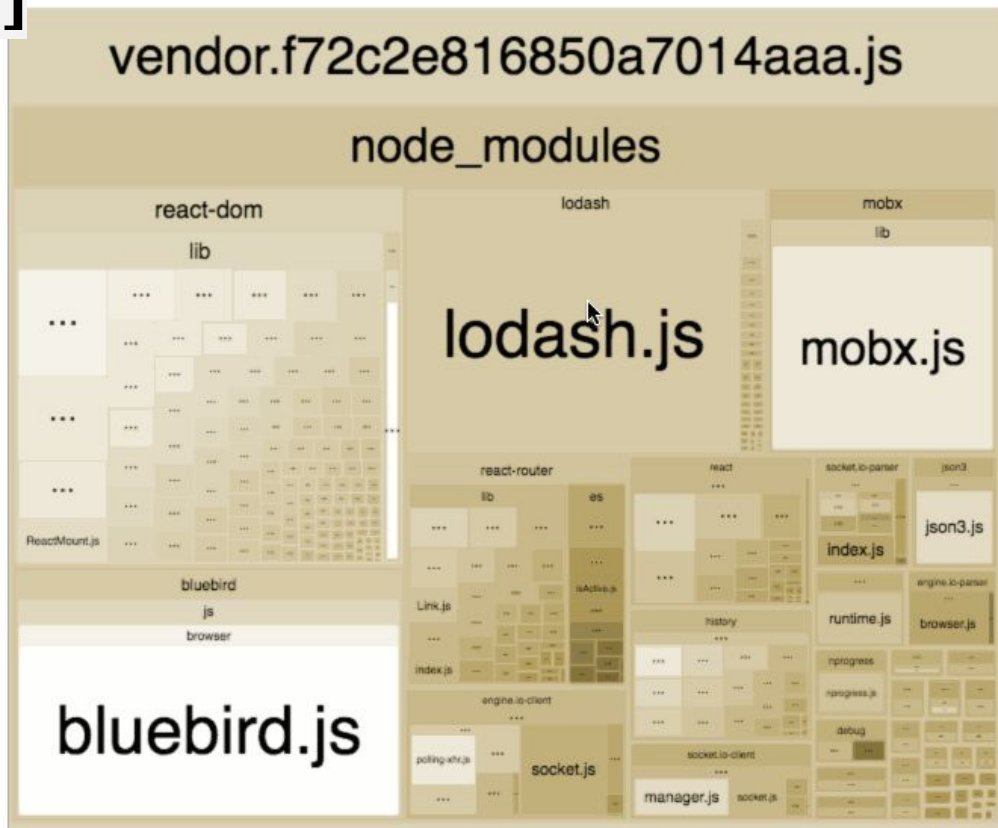 ]
vendor.f72c2e816850a7014aaa.js
node_modules
react-dom
lib
ReactMount.js
lodash
lodash.js
mobx
lib
mobx.js
bluebird
js
browser
bluebird.js
react-router
lib
es
Link.js
index.js
isActive.js
react
socket.io-parser
index.js
json3
json3.js
history
runtime.js
engine.io-parser
browser.js
nprogress
nprogress.js
debug
engine.io-client
polling-xhr.js
socket.js
socket.io-client
manager.js
socket.js